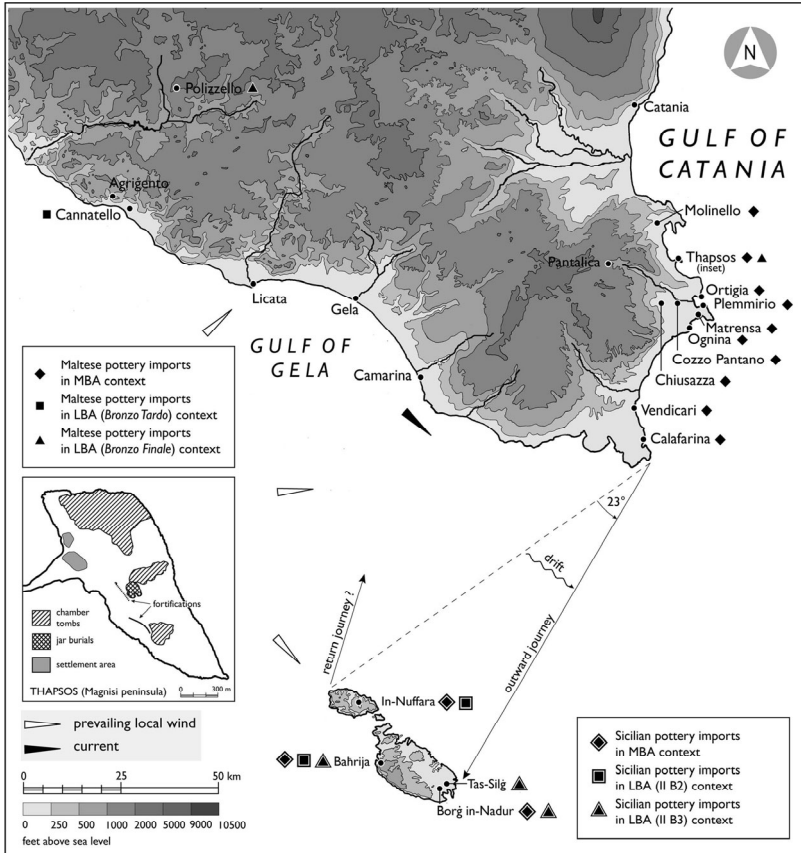 N
Polizzello
Catania
GULF OF
CATANIA
Agrigento
Cannatello
Molinello
Pantalica
Thapsos
(inset)
Ortigia
Plemmirio
Matrensa
Ognina
Cozzo Pantano
Chiusazza
Licata
Gela
GULF OF
GELA
Camarina
Vendicari
Calafarina
Maltese pottery imports
in MBA context
Maltese pottery imports
in LBA (Bronzo Tardo) context
Maltese pottery imports
in LBA (Bronzo Finale) context
23°
drift
outward journey
return journey ?
fortifications
chamber
tombs
jar burials
settlement area
THAPSOS (Magnisi peninsula)
0 300 m
prevailing local wind
current
0 25 50 km
0 250 500 1000 2000 5000 9000 10500
feet above sea level
In-Nuffara
Bahrija
Tas-Silġ
Borġ in-Nadur
Sicilian pottery imports
in MBA context
Sicilian pottery imports
in LBA (II B2) context
Sicilian pottery imports
in LBA (II B3) context